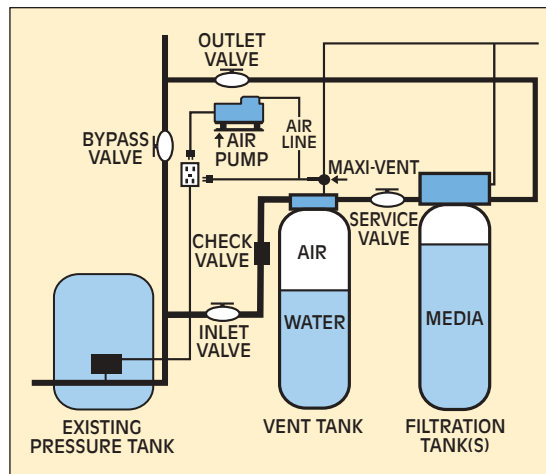 OUTLET
VALVE
BYPASS
VALVE
↑AIR
PUMP
AIR
LINE
MAXI-VENT
SERVICE
VALVE
CHECK
VALVE
AIR
WATER
MEDIA
INLET
VALVE
EXISTING
PRESSURE TANK
VENT TANK
FILTRATION
TANK(S)